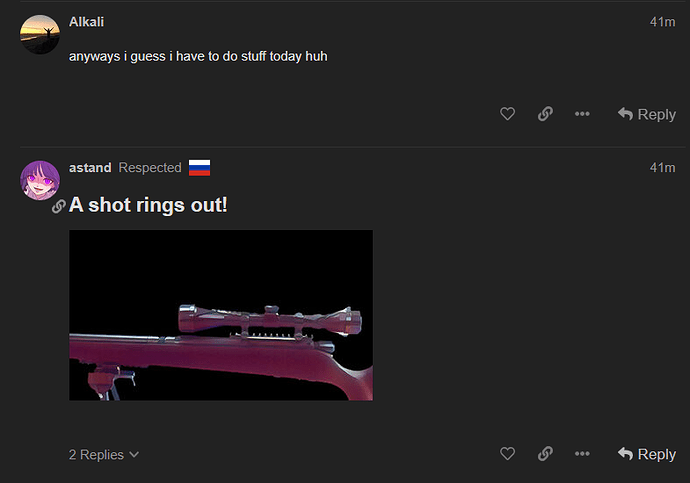 Alkali 41m
anyways i guess i have to do stuff today huh
Reply
astand Respected 41m
A shot rings out!
2 Replies Reply